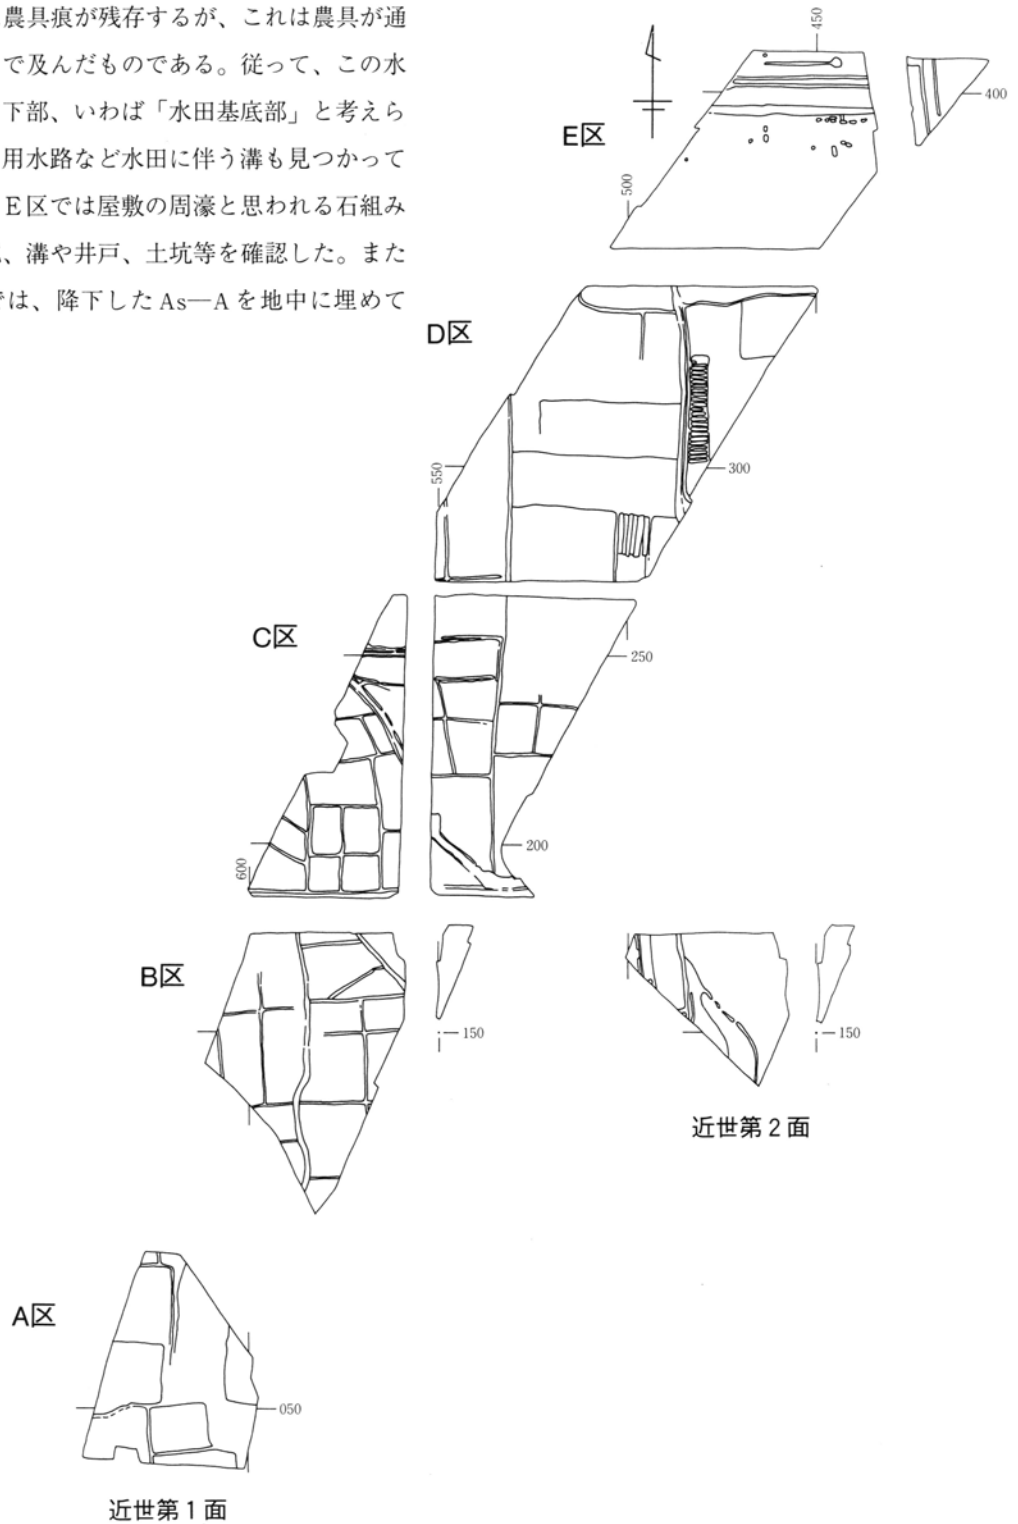 農具痕が残存するが、これは農具が通
で及んだものである。従って、この水
下部、いわば「水田基底部」と考えら
用水路など水田に伴う溝も見つかって
E区では屋敷の周濠と思われる石組み
、溝や井戸、土坑等を確認した。また
は、降下したAs―Aを地中に埋めて
450
400
E区
500
D区
550
300
C区
250
200
600
B区
150
150
近世第2面
A区
050
近世第1面